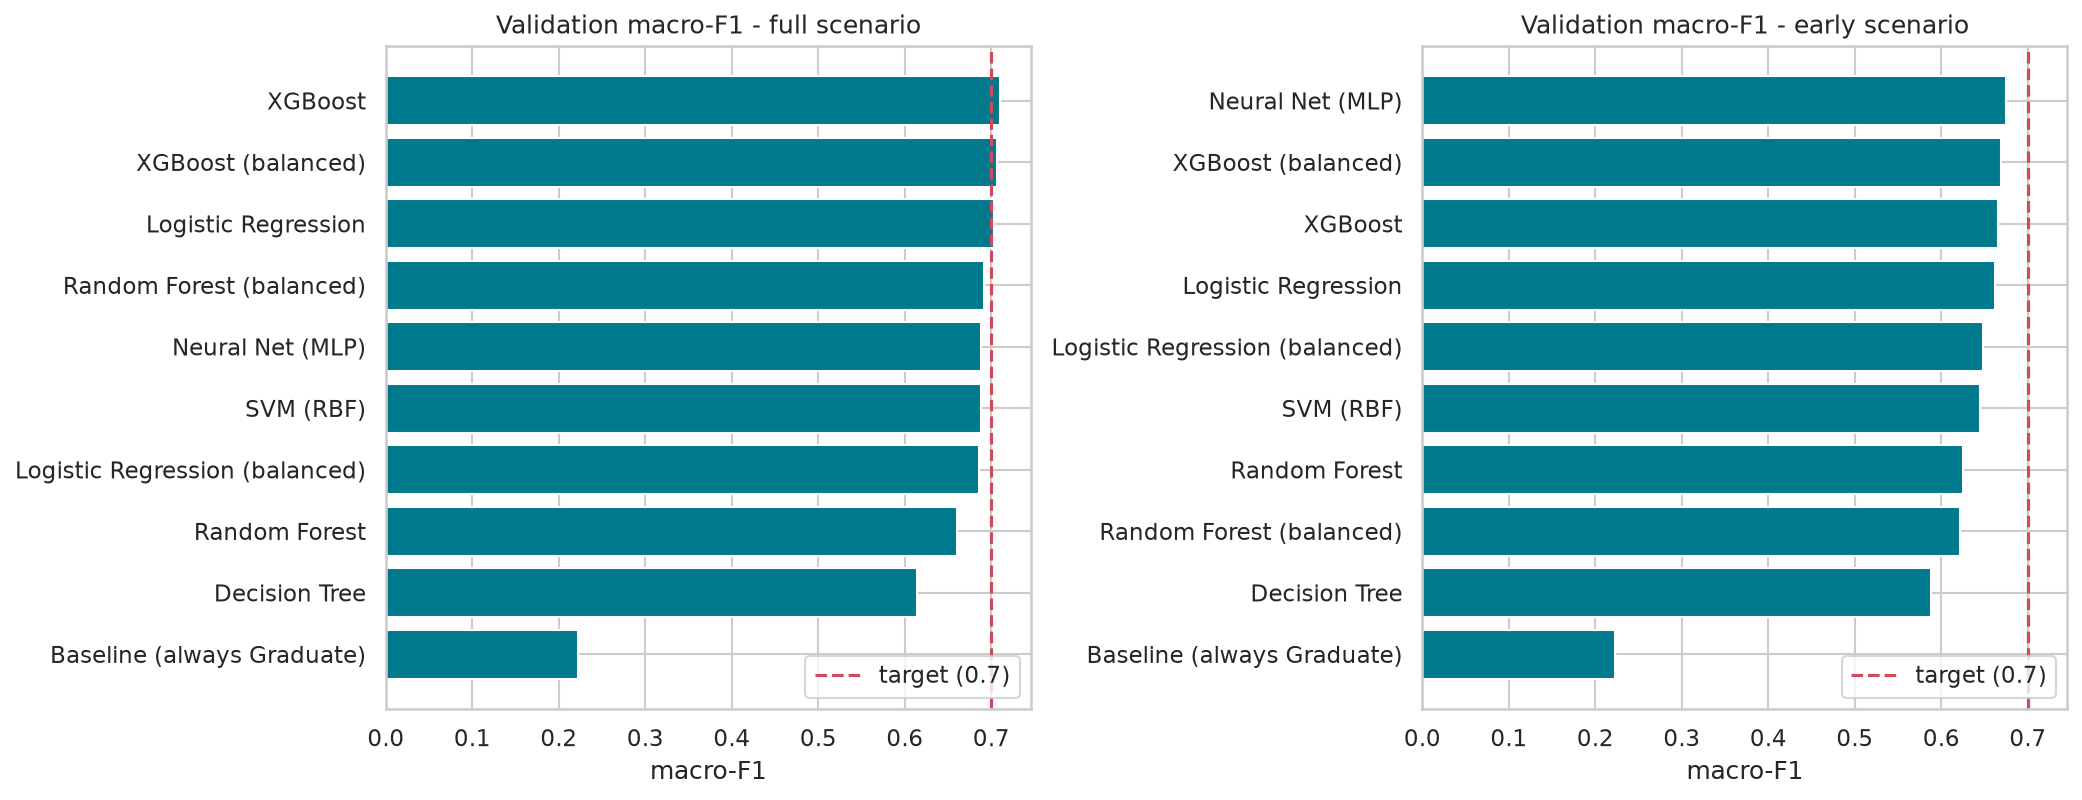 Validation macro-F1 - full scenario
XGBoost
XGBoost (balanced)
Logistic Regression
Random Forest (balanced)
Neural Net (MLP)
SVM (RBF)
Logistic Regression (balanced)
Random Forest
Decision Tree
Baseline (always Graduate)
target (0.7)
0.0 0.1 0.2 0.3 0.4 0.5 0.6 0.7
macro-F1
Validation macro-F1 - early scenario
Neural Net (MLP)
XGBoost (balanced)
XGBoost
Logistic Regression
Logistic Regression (balanced)
SVM (RBF)
Random Forest
Random Forest (balanced)
Decision Tree
Baseline (always Graduate)
target (0.7)
0.0 0.1 0.2 0.3 0.4 0.5 0.6 0.7
macro-F1